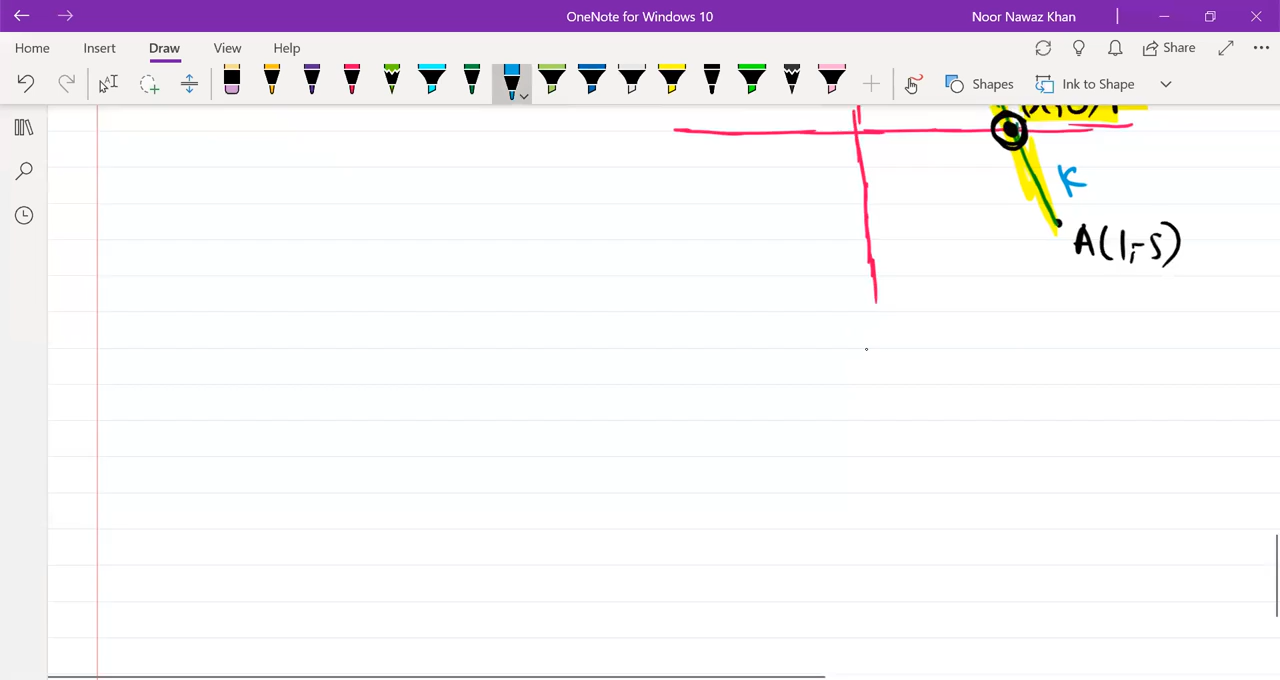 OneNote for Windows 10
Noor Nawaz Khan
Home Insert Draw View Help Share
Shapes Ink to Shape
K
A(1,-5)